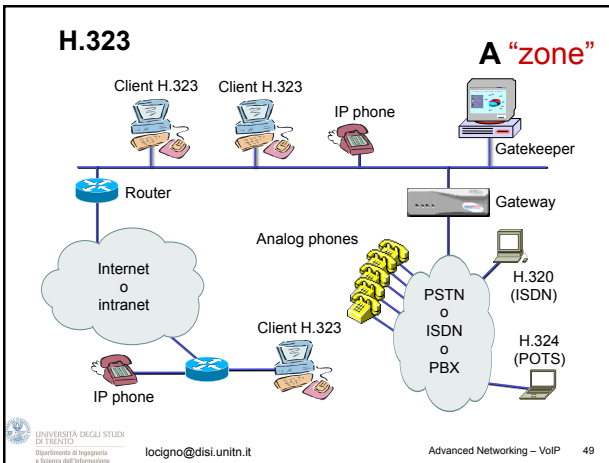 H.323
A “zone”
Client H.323
Client H.323
IP phone
Gatekeeper
Router
Gateway
Analog phones
Internet
o
intranet
PSTN
o
ISDN
o
PBX
H.320
(ISDN)
Client H.323
H.324
(POTS)
IP phone
UNIVERSITÀ DEGLI STUDI
DI TRENTO
Dipartimento di Ingegneria
e Scienza dell'Informazione
locigno@disi.unitn.it
Advanced Networking – VoIP 49